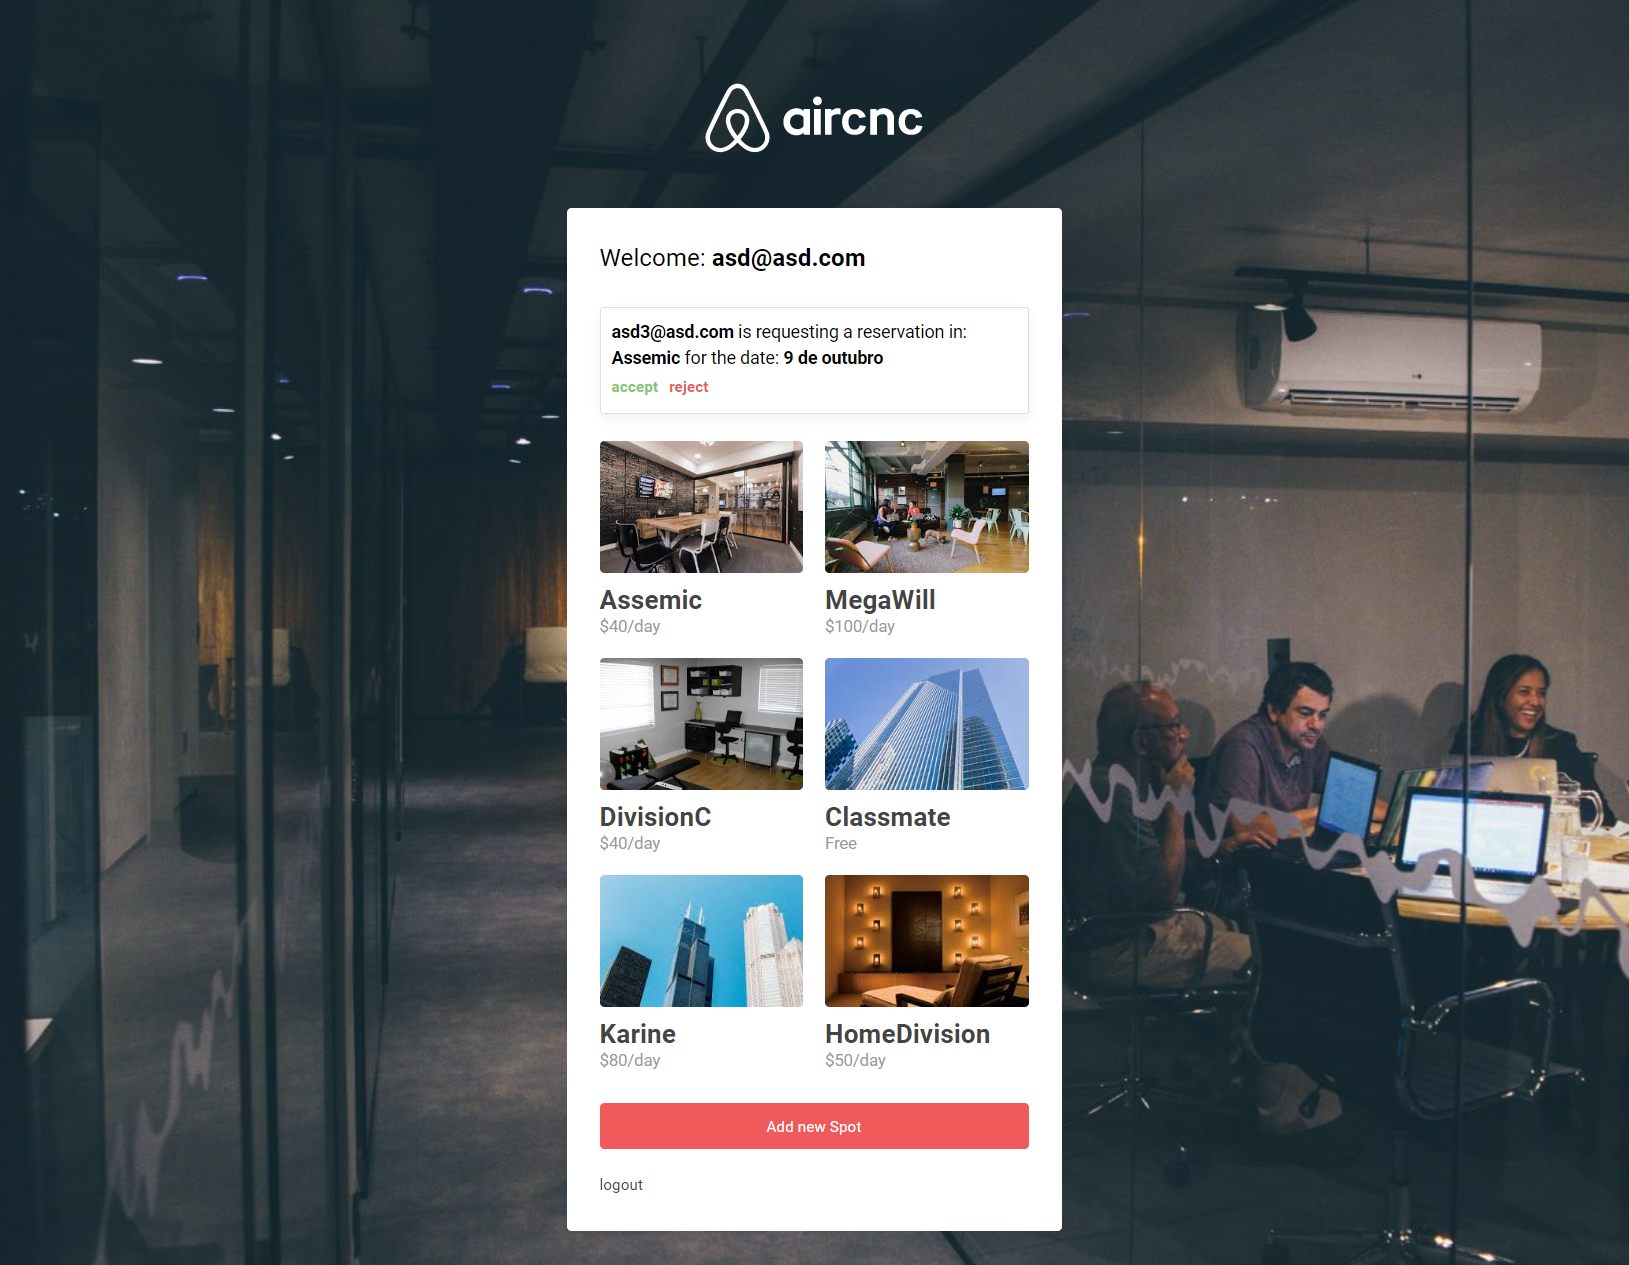 aircnc
Welcome: asd@asd.com
asd3@asd.com is requesting a reservation in:
Assemic for the date: 9 de outubro
accept reject
Assemic
$40/day
MegaWill
$100/day
DivisionC
$40/day
Classmate
Free
Karine
$80/day
HomeDivision
$50/day
Add new Spot
logout